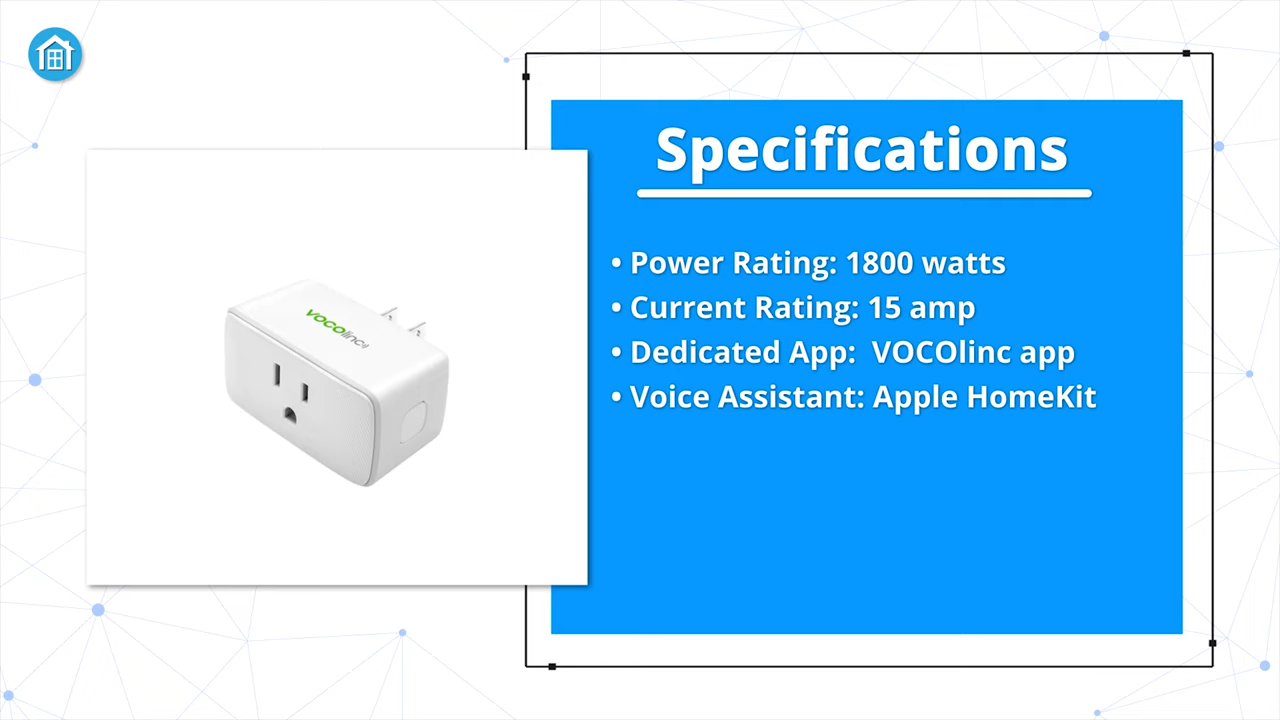 Specifications
• Power Rating: 1800 watts
• Current Rating: 15 amp
• Dedicated App:  VOCOlinc app
• Voice Assistant: Apple HomeKit
VOCOlinc